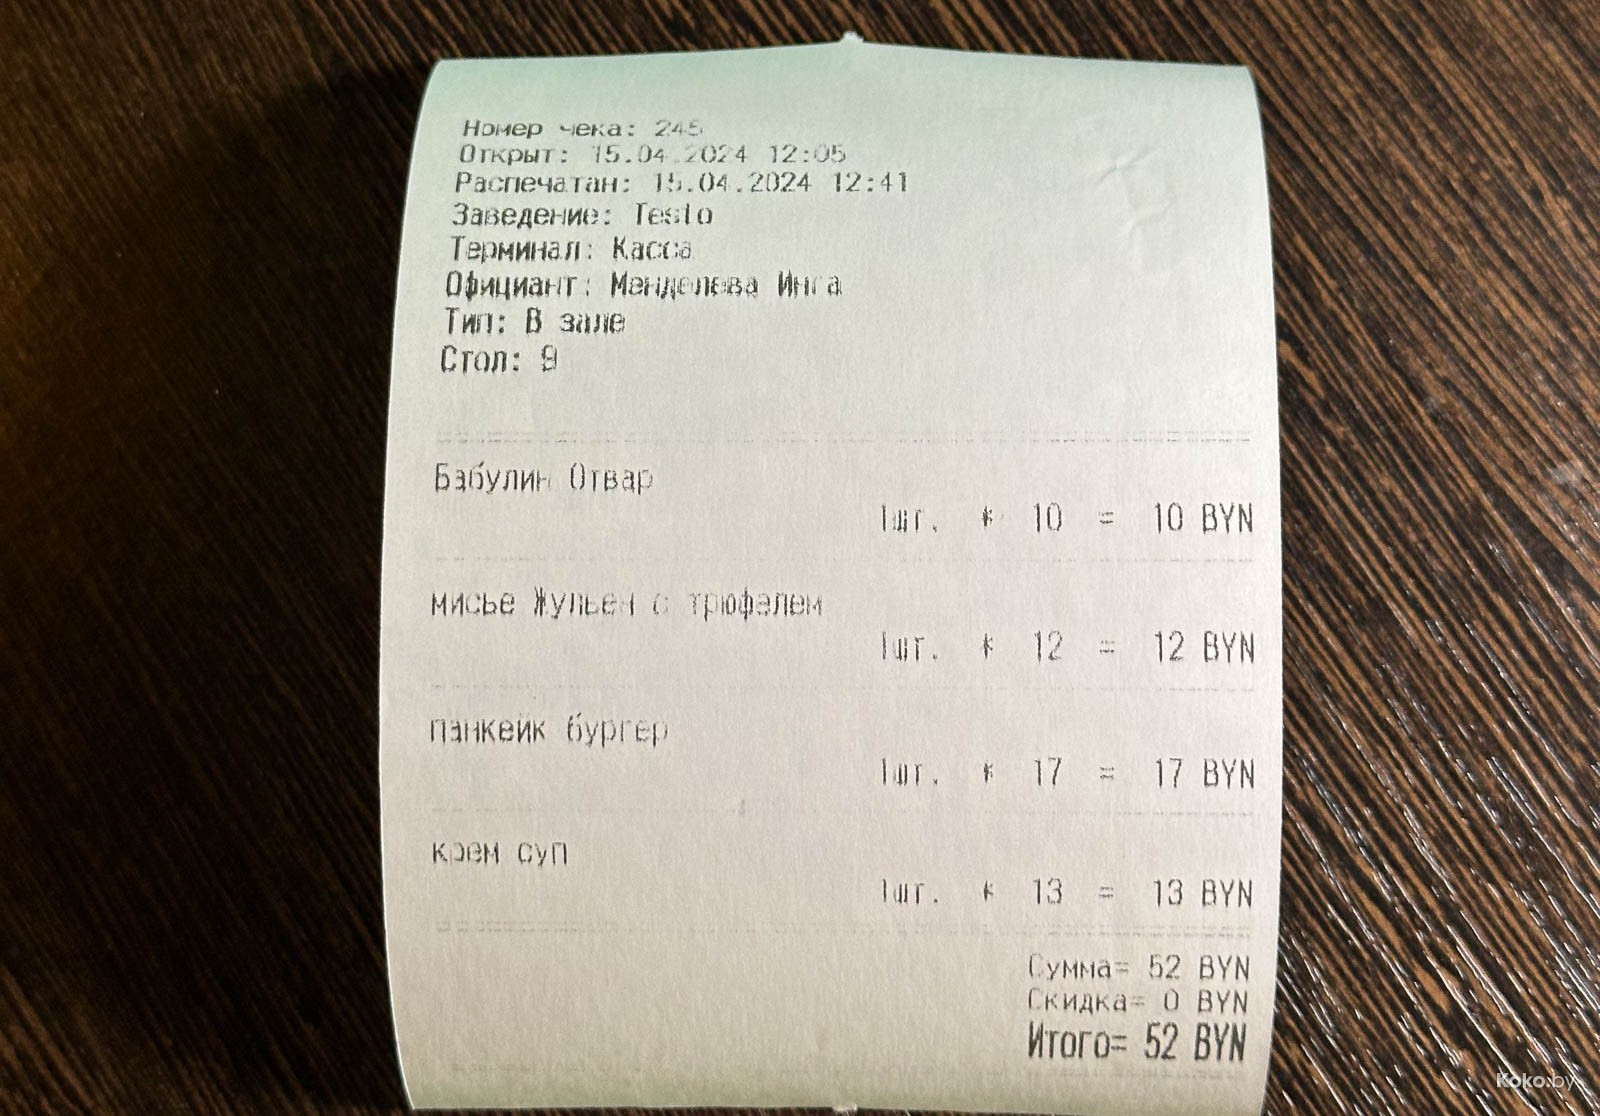 Номер чека: 245
Открыт: 15.04.2024 12:05
Распечатан: 15.04.2024 12:41
Заведение: Testo
Терминал: Касса
Официант: Менделева Инга
Тип: В зале
Стол: 9
Бабулин Отвар
1шт. * 10 = 10 BYN
мисье Жульен с трюфелем
1шт. * 12 = 12 BYN
панкейк бургер
1шт. * 17 = 17 BYN
крем суп
1шт. * 13 = 13 BYN
Сумма= 52 BYN
Скидка= 0 BYN
Итого= 52 BYN
Koko.by